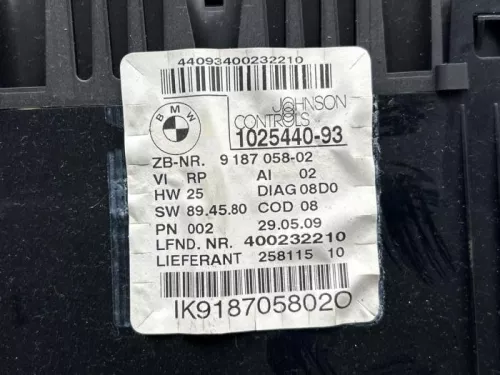 44093400232210
BMW
JOHNSON
CONTROLS
1025440-93
ZB-NR. 9 187 058-02
VI RP AI 02
HW 25 DIAG 08D0
SW 89.45.80 COD 08
PN 002 29.05.09
LFND. NR. 400232210
LIEFERANT 258115 10
IK918705802O